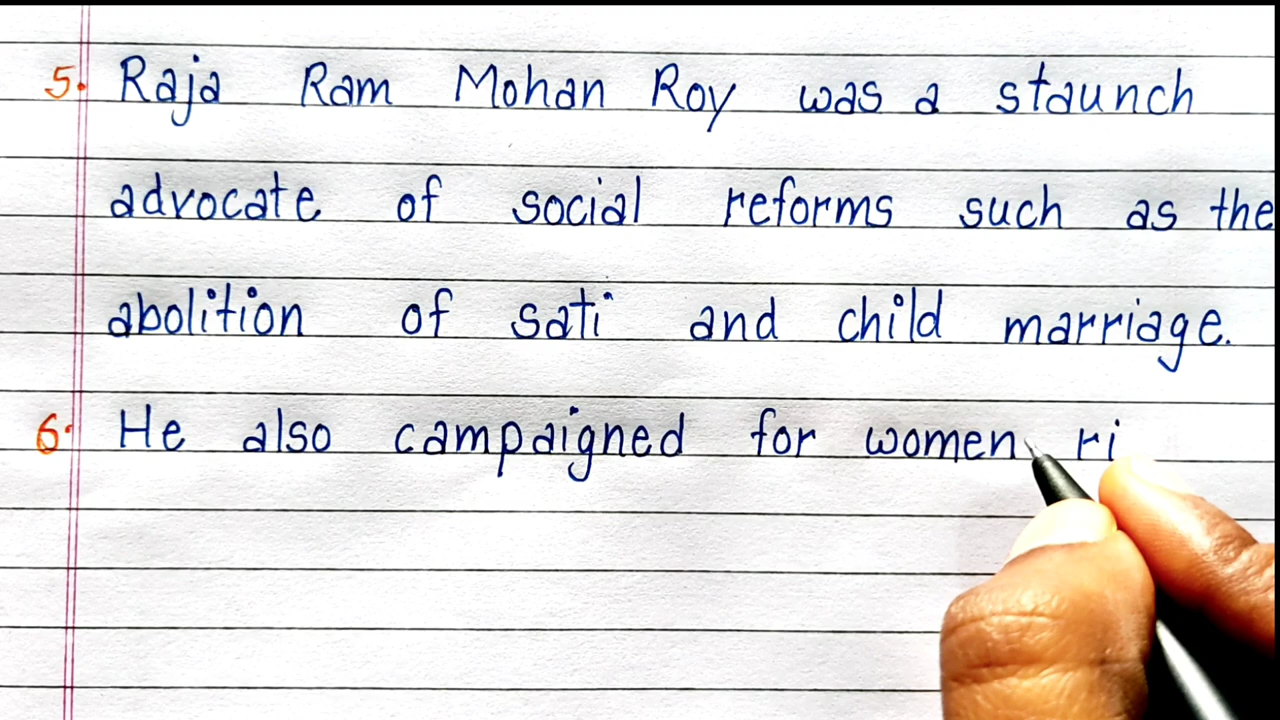 5. Raja Ram Mohan Roy was a staunch
advocate of social reforms such as the
abolition of sati and child marriage.
6. He also campaigned for women ri